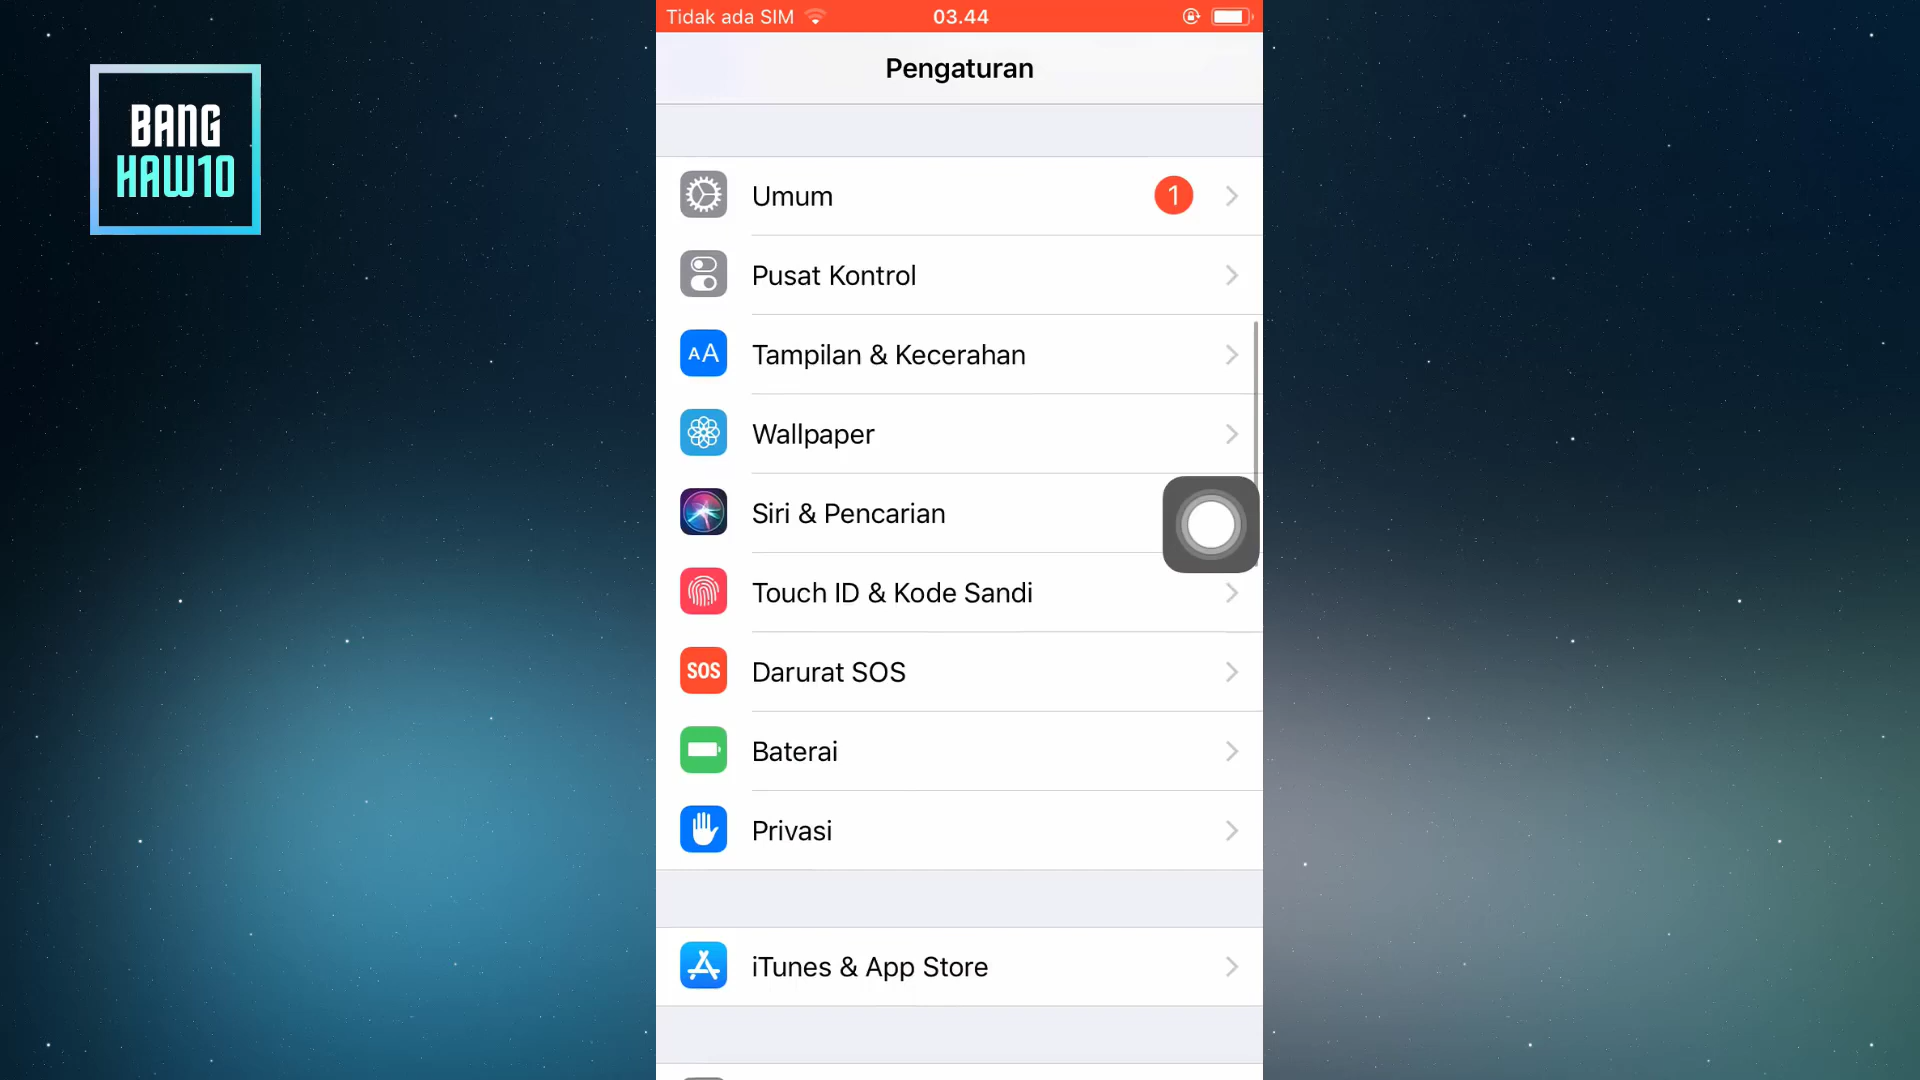 BANG
HAW10
Tidak ada SIM
03.44
Pengaturan
Umum
1
Pusat Kontrol
AA
Tampilan & Kecerahan
Wallpaper
Siri & Pencarian
Touch ID & Kode Sandi
SOS
Darurat SOS
Baterai
Privasi
iTunes & App Store